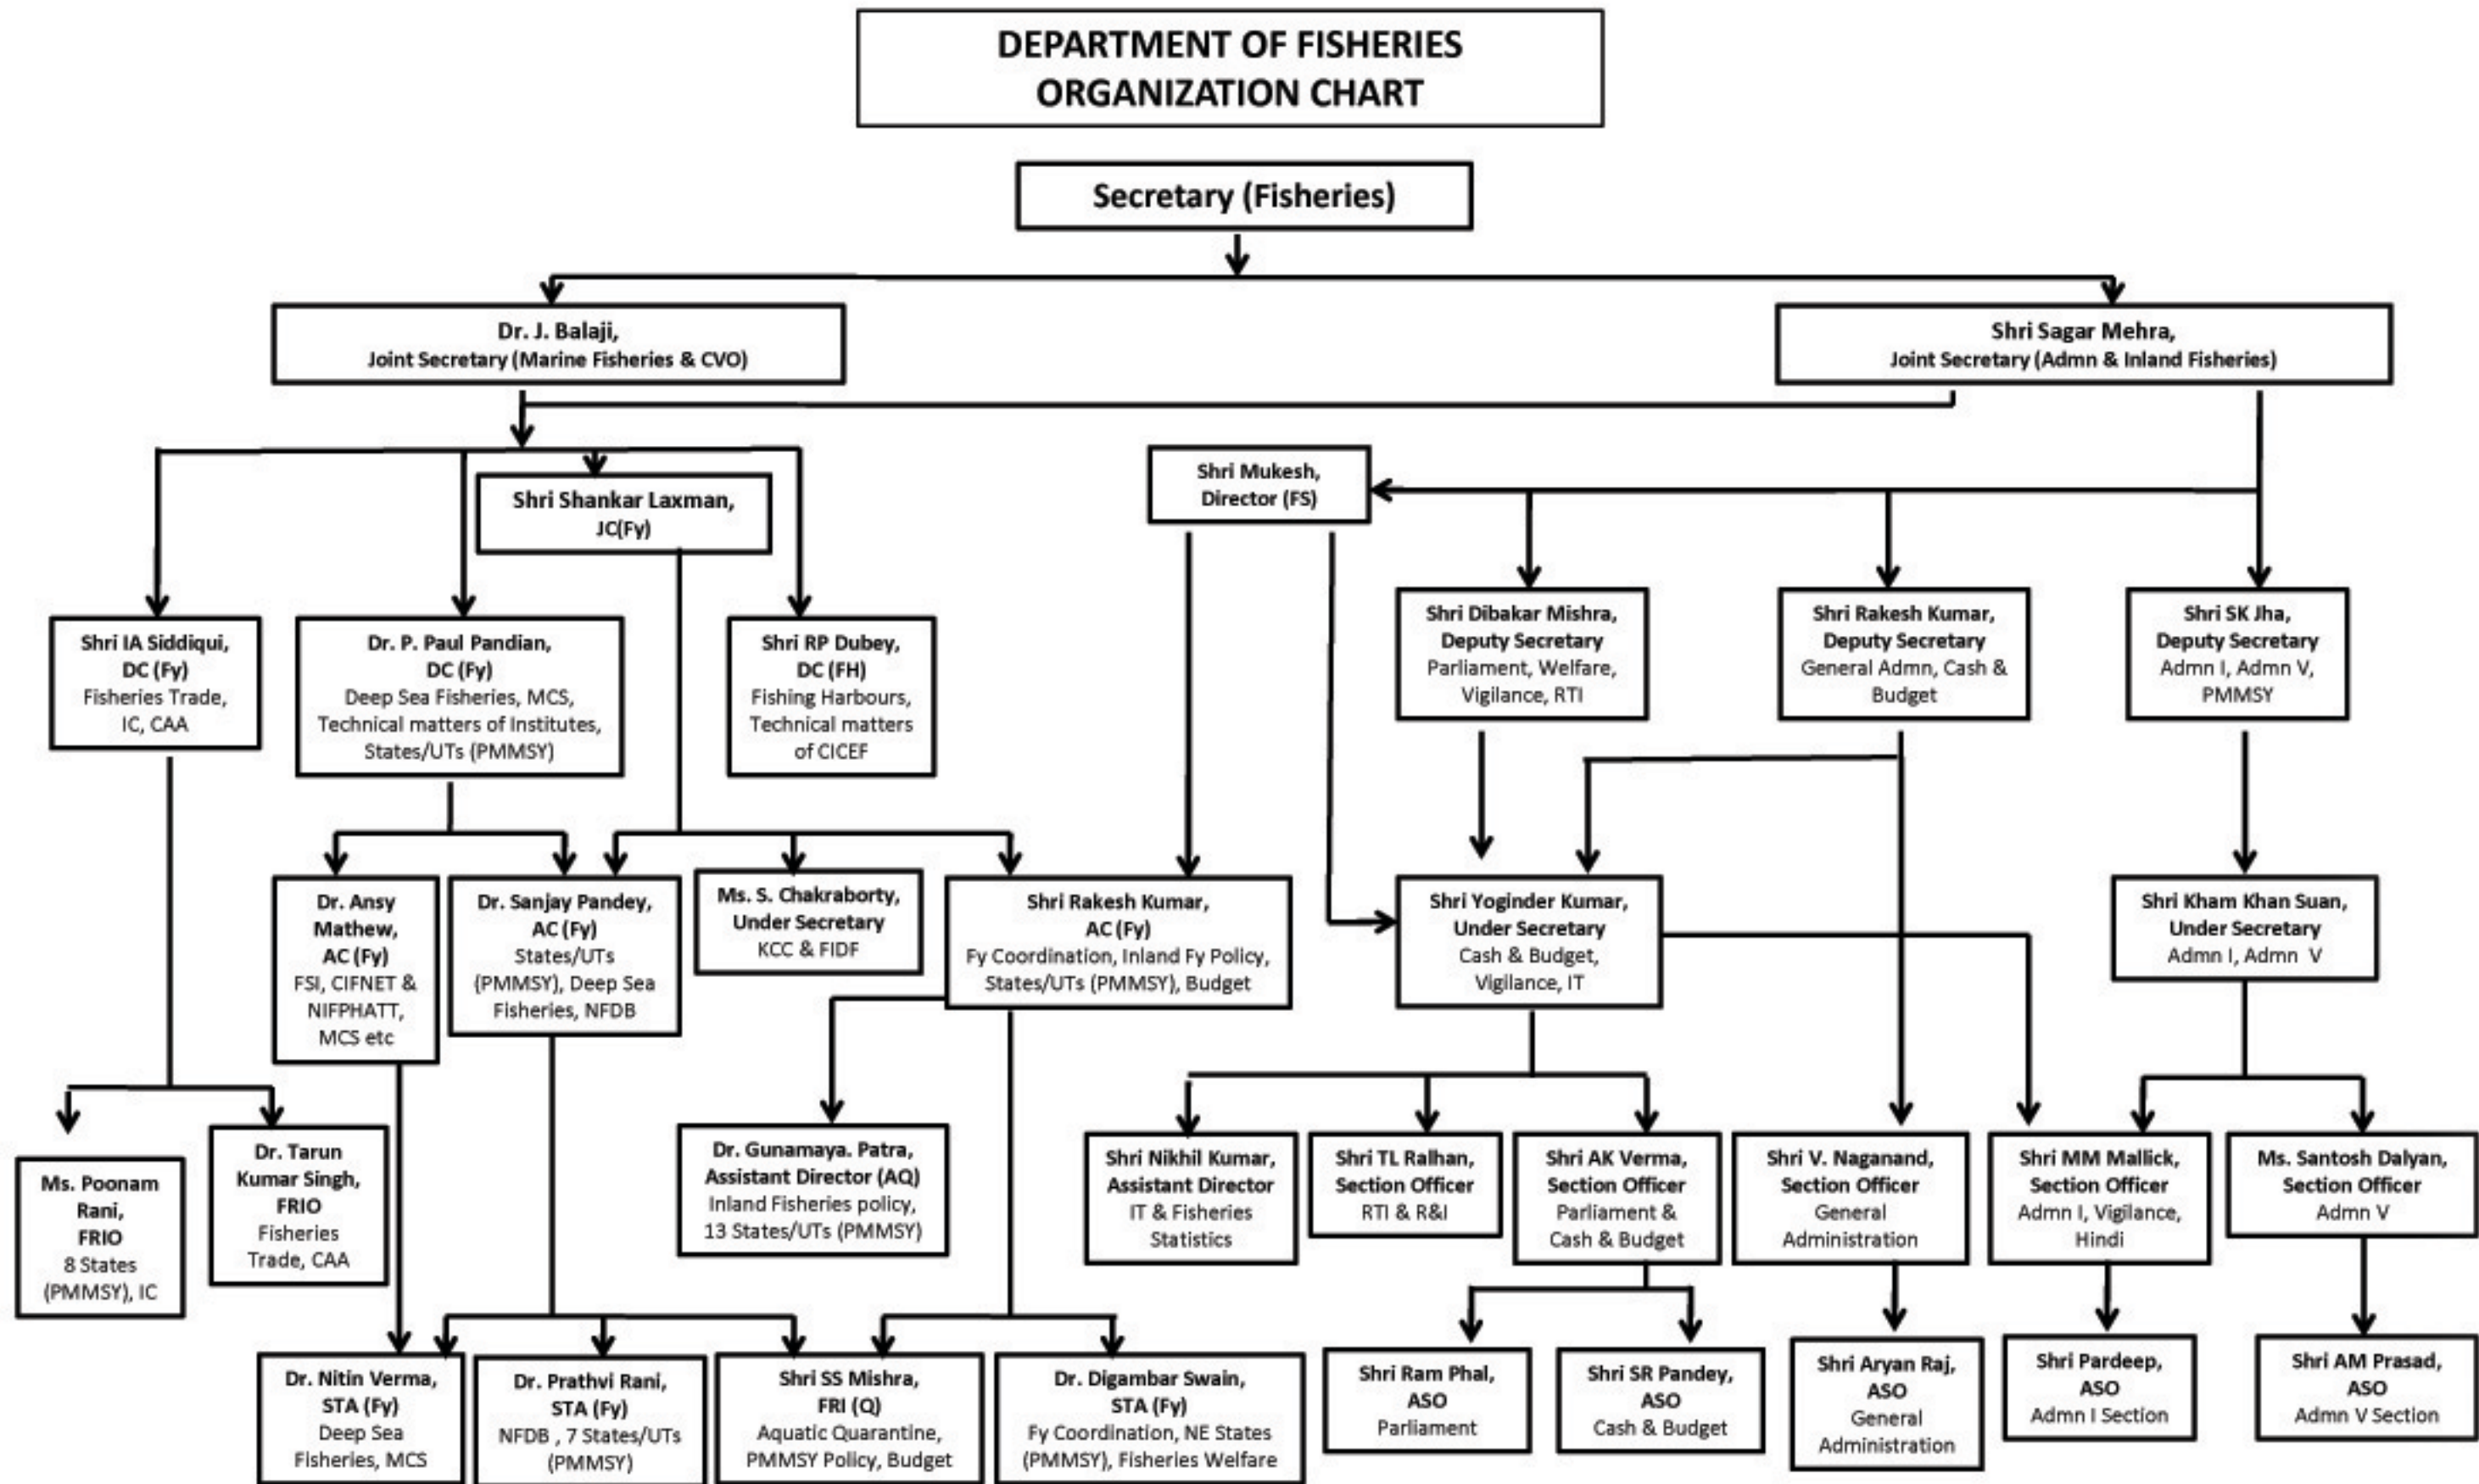 DEPARTMENT OF FISHERIES
ORGANIZATION CHART
Secretary (Fisheries)
Dr. J. Balaji,
Joint Secretary (Marine Fisheries & CVO)
Shri Sagar Mehra,
Joint Secretary (Admn & Inland Fisheries)
Shri Shankar Laxman,
JC(Fy)
Shri Mukesh,
Director (FS)
Shri IA Siddiqui,
DC (Fy)
Fisheries Trade,
IC, CAA
Dr. P. Paul Pandian,
DC (Fy)
Deep Sea Fisheries, MCS,
Technical matters of Institutes,
States/UTs (PMMSY)
Shri RP Dubey,
DC (FH)
Fishing Harbours,
Technical matters
of CICEF
Shri Dibakar Mishra,
Deputy Secretary
Parliament, Welfare,
Vigilance, RTI
Shri Rakesh Kumar,
Deputy Secretary
General Admn, Cash &
Budget
Shri SK Jha,
Deputy Secretary
Admn I, Admn V,
PMMSY
Dr. Ansy
Mathew,
AC (Fy)
FSI, CIFNET &
NIFPHATT,
MCS etc
Dr. Sanjay Pandey,
AC (Fy)
States/UTs
(PMMSY), Deep Sea
Fisheries, NFDB
Ms. S. Chakraborty,
Under Secretary
KCC & FIDF
Shri Rakesh Kumar,
AC (Fy)
Fy Coordination, Inland Fy Policy,
States/UTs (PMMSY), Budget
Shri Yoginder Kumar,
Under Secretary
Cash & Budget,
Vigilance, IT
Shri Kham Khan Suan,
Under Secretary
Admn I, Admn V
Ms. Poonam
Rani,
FRIO
8 States
(PMMSY), IC
Dr. Tarun
Kumar Singh,
FRIO
Fisheries
Trade, CAA
Dr. Gunamaya. Patra,
Assistant Director (AQ)
Inland Fisheries policy,
13 States/UTs (PMMSY)
Shri Nikhil Kumar,
Assistant Director
IT & Fisheries
Statistics
Shri TL Ralhan,
Section Officer
RTI & R&I
Shri AK Verma,
Section Officer
Parliament &
Cash & Budget
Shri V. Naganand,
Section Officer
General
Administration
Shri MM Mallick,
Section Officer
Admn I, Vigilance,
Hindi
Ms. Santosh Dalyan,
Section Officer
Admn V
Dr. Nitin Verma,
STA (Fy)
Deep Sea
Fisheries, MCS
Dr. Prathvi Rani,
STA (Fy)
NFDB , 7 States/UTs
(PMMSY)
Shri SS Mishra,
FRI (Q)
Aquatic Quarantine,
PMMSY Policy, Budget
Dr. Digambar Swain,
STA (Fy)
Fy Coordination, NE States
(PMMSY), Fisheries Welfare
Shri Ram Phal,
ASO
Parliament
Shri SR Pandey,
ASO
Cash & Budget
Shri Aryan Raj,
ASO
General
Administration
Shri Pardeep,
ASO
Admn I Section
Shri AM Prasad,
ASO
Admn V Section